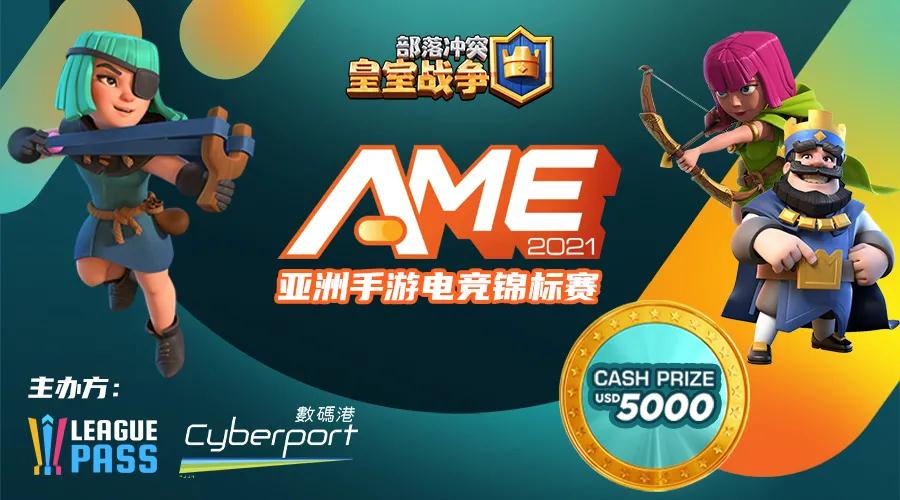 部落冲突
皇室战争
AME
2021
亚洲手游电竞锦标赛
CASH PRIZE
USD 5000
主办方：
LEAGUE
PASS
數碼港
Cyberport